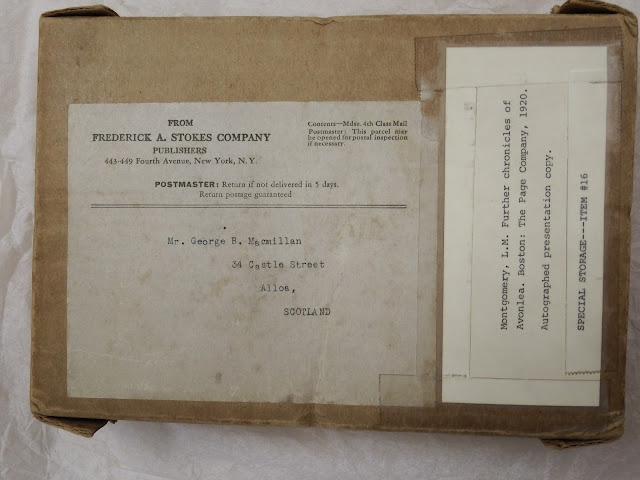 FROM
FREDERICK A. STOKES COMPANY
PUBLISHERS
443-449 Fourth Avenue, New York, N. Y.
Contents—Mdse. 4th Class Mail
Postmaster: This parcel may
be opened for postal inspection
if necessary.
POSTMASTER: Return if not delivered in 5 days.
Return postage guaranteed
Mr. George B. Macmillan
34 Castle Street
Alloa,
SCOTLAND
Montgomery, L.M. Further chronicles of
Avonlea. Boston: The Page Company, 1920.
Autographed presentation copy.
SPECIAL STORAGE---ITEM #16